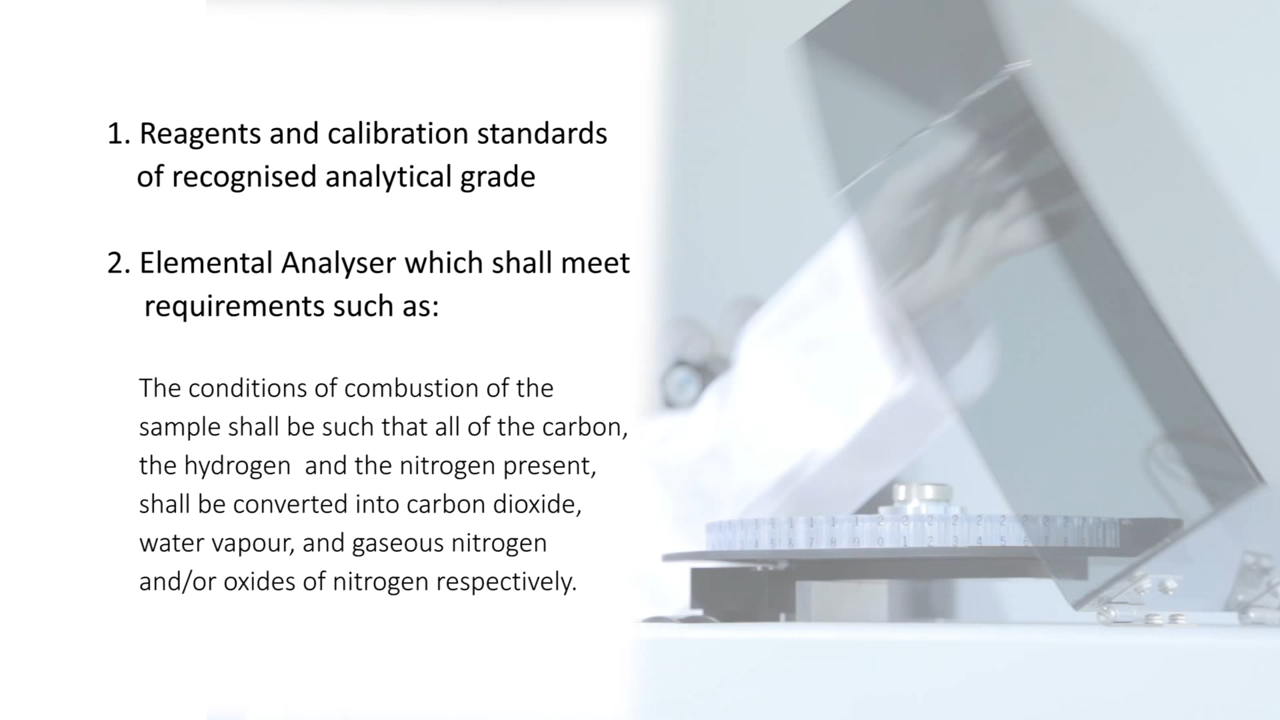 1. Reagents and calibration standards
of recognised analytical grade
2. Elemental Analyser which shall meet
requirements such as:
The conditions of combustion of the
sample shall be such that all of the carbon,
the hydrogen  and the nitrogen present,
shall be converted into carbon dioxide,
water vapour, and gaseous nitrogen
and/or oxides of nitrogen respectively.